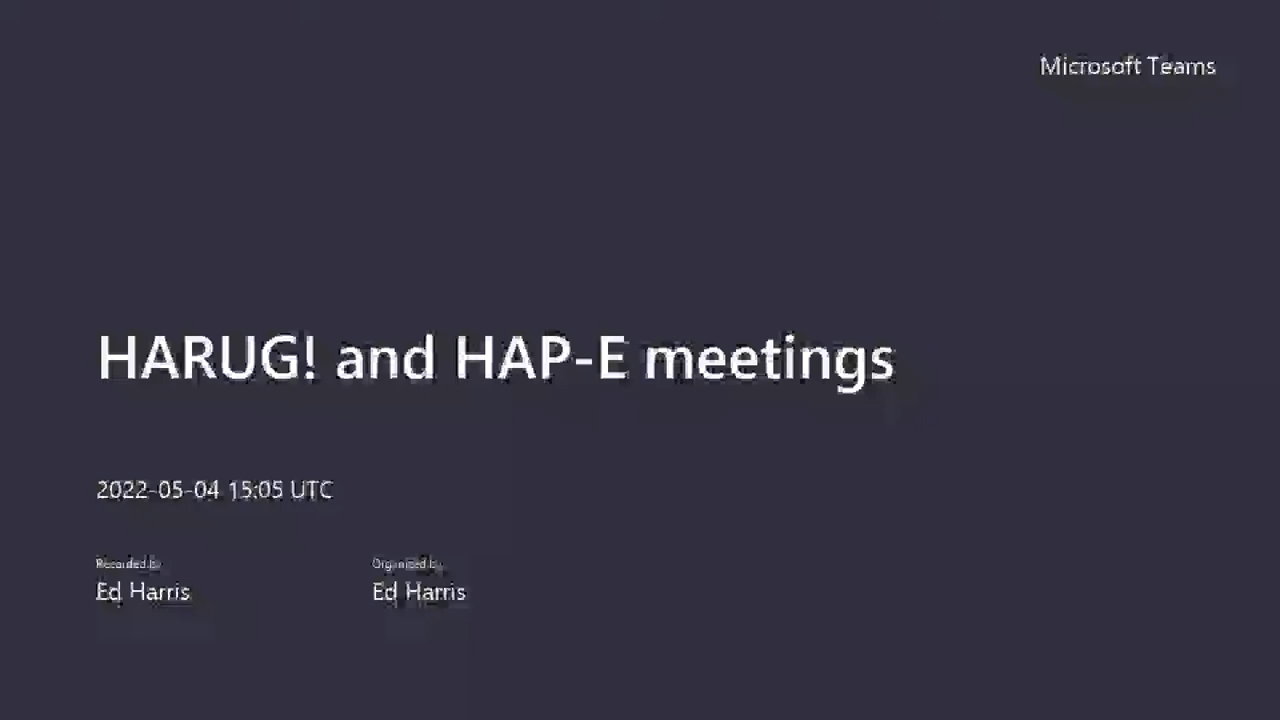 Microsoft Teams
HARUG! and HAP-E meetings
2022-05-04 15:05 UTC
Recorded by
Organized by
Ed Harris
Ed Harris